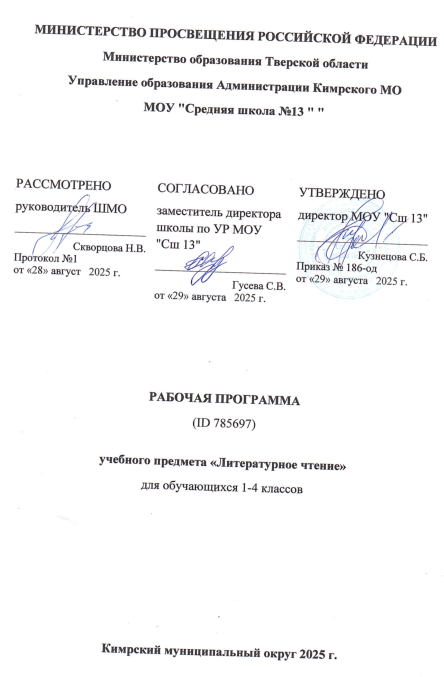 МИНИСТЕРСТВО ПРОСВЕЩЕНИЯ РОССИЙСКОЙ ФЕДЕРАЦИИ
Министерство образования Тверской области
Управление образования Администрации Кимрского МО
МОУ "Средняя школа №13 " "
РАССМОТРЕНО
руководитель ШМО
Скворцова Н.В.
Протокол №1
от «28» август 2025 г.
СОГЛАСОВАНО
заместитель директора
школы по УР МОУ
"Сш 13"
Гусева С.В.
от «29» августа 2025 г.
УТВЕРЖДЕНО
директор МОУ "Сш 13"
Кузнецова С.Б.
Приказ № 186-од
от «29» августа 2025 г.
РАБОЧАЯ ПРОГРАММА
(ID 785697)
учебного предмета «Литературное чтение»
для обучающихся 1-4 классов
Кимрский муниципальный округ 2025 г.